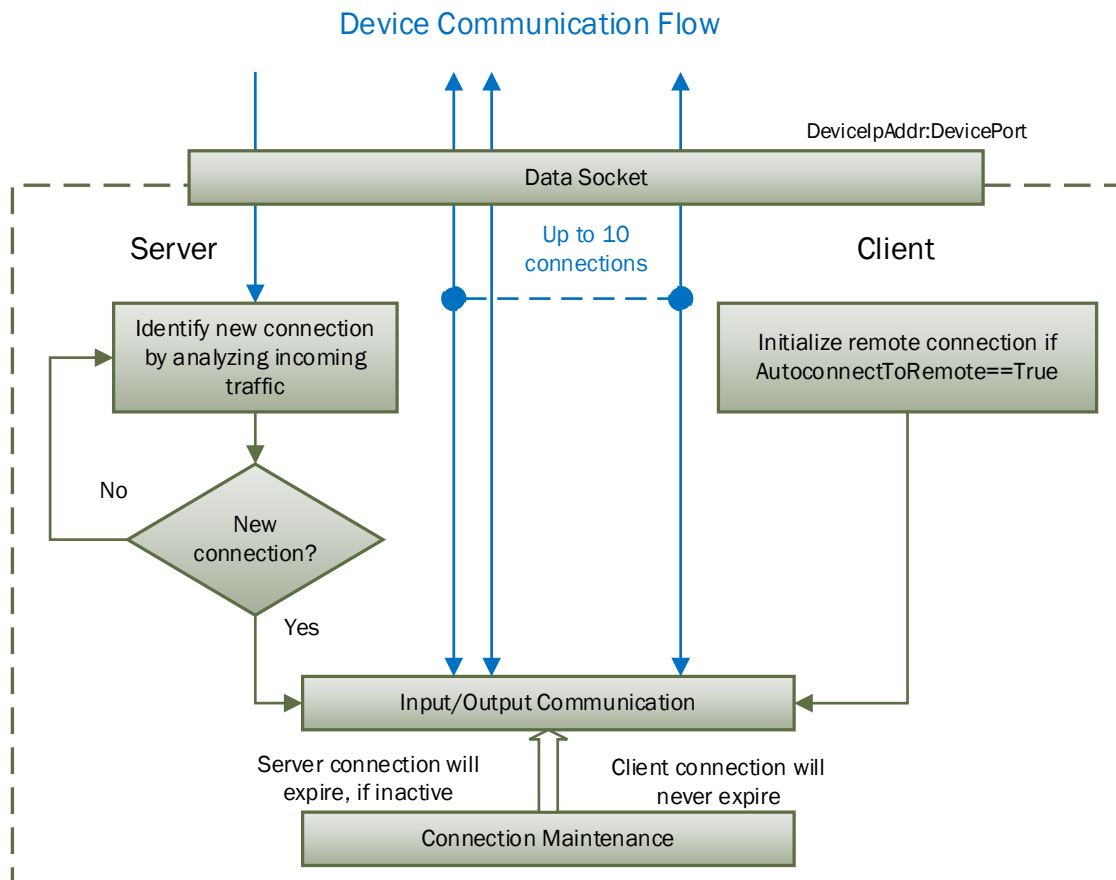 Device Communication Flow
DeviceIpAddr:DevicePort
Data Socket
Server
Up to 10
connections
Client
Identify new connection
by analyzing incoming
traffic
Initialize remote connection if
AutoconnectToRemote==True
No
New
connection?
Yes
Input/Output Communication
Server connection will
expire, if inactive
Client connection will
never expire
Connection Maintenance